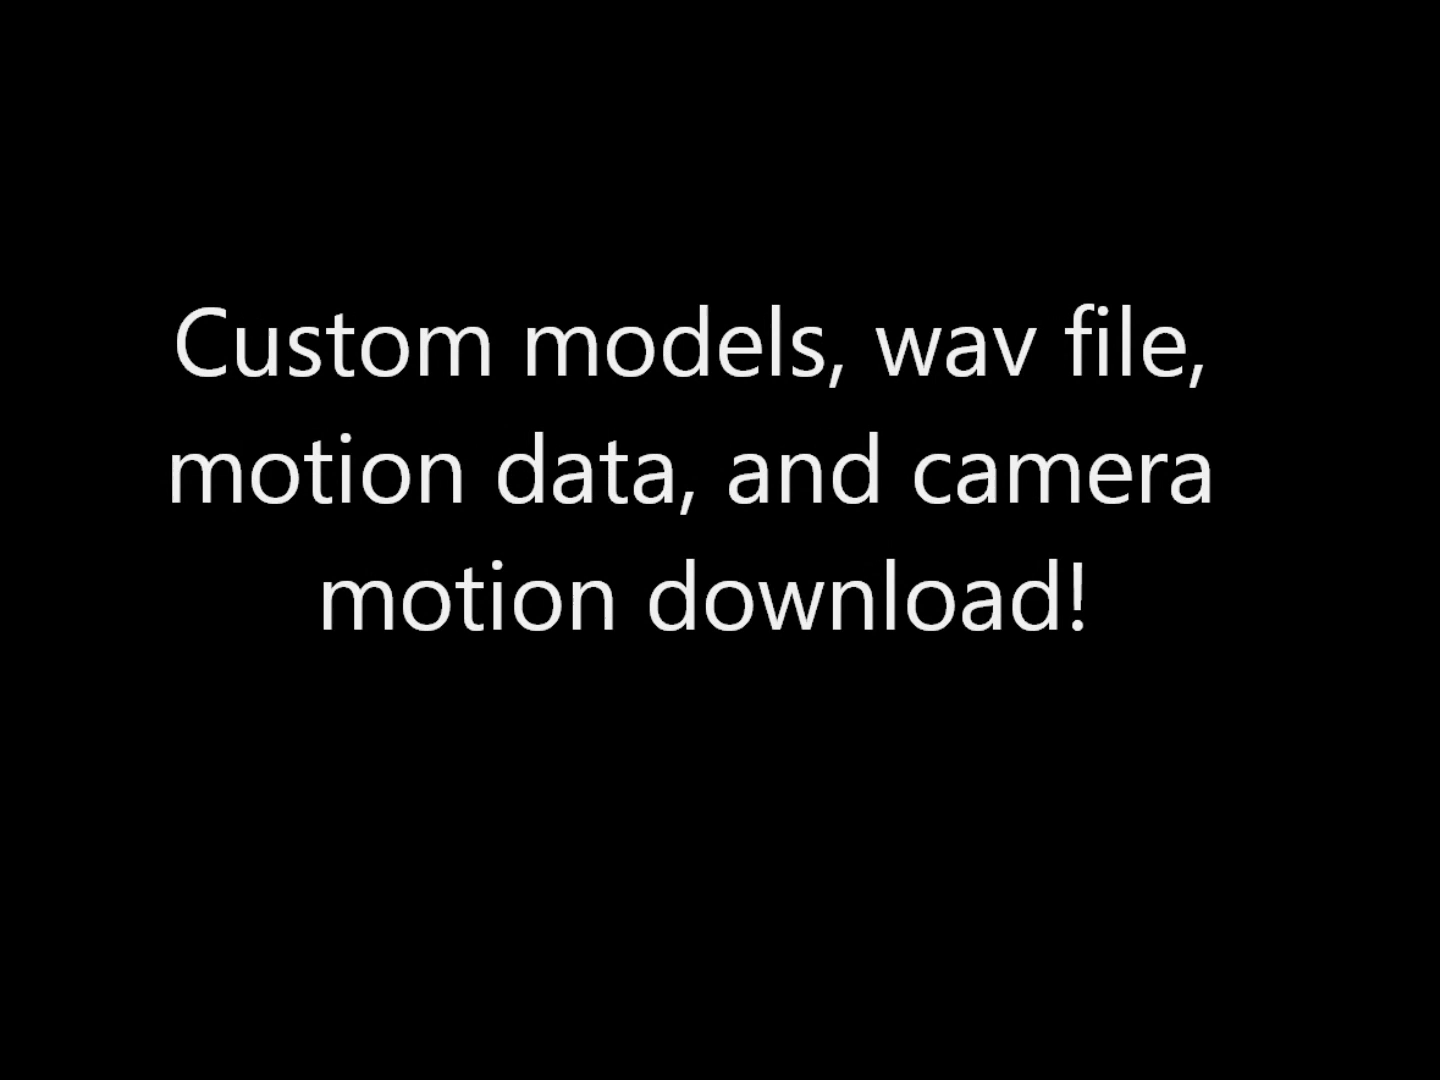 Custom models, wav file,
motion data, and camera
motion download!